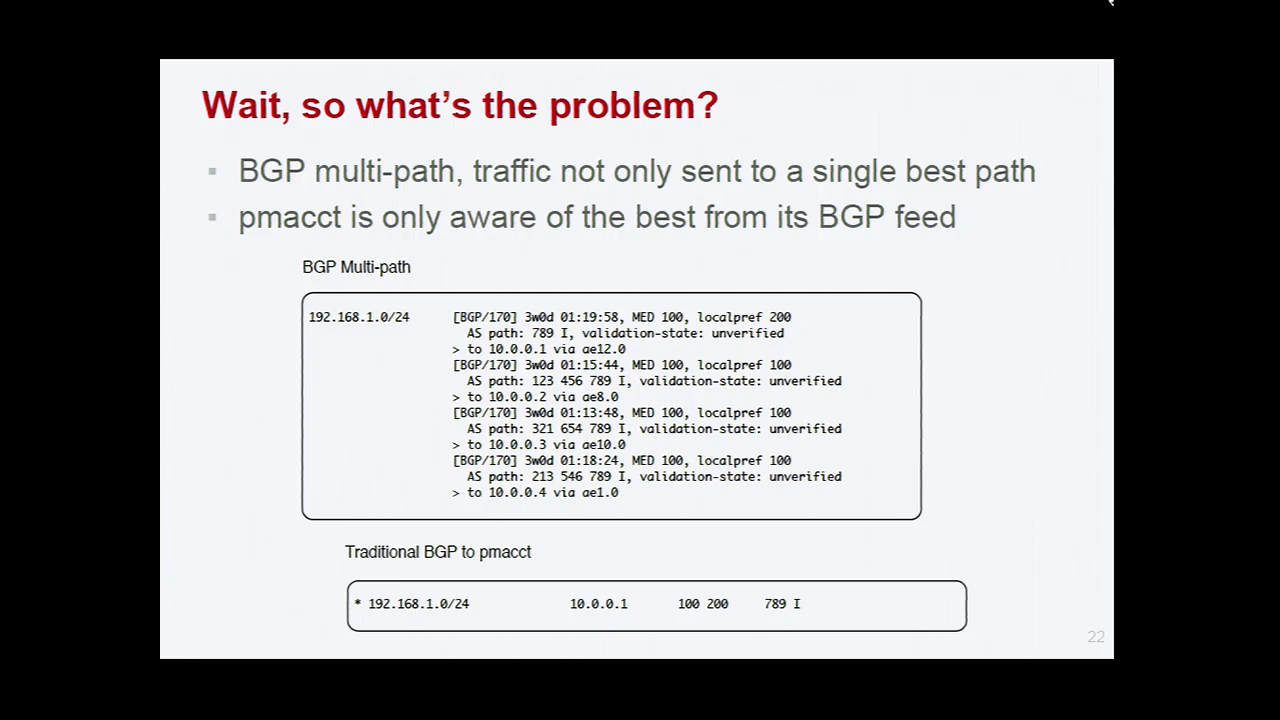 Wait, so what's the problem?
▪ BGP multi-path, traffic not only sent to a single best path
▪ pmacct is only aware of the best from its BGP feed
BGP Multi-path
192.168.1.0/24 [BGP/170] 3w0d 01:19:58, MED 100, localpref 200
AS path: 789 I, validation-state: unverified
> to 10.0.0.1 via ae12.0
[BGP/170] 3w0d 01:15:44, MED 100, localpref 100
AS path: 123 456 789 I, validation-state: unverified
> to 10.0.0.2 via ae8.0
[BGP/170] 3w0d 01:13:48, MED 100, localpref 100
AS path: 321 654 789 I, validation-state: unverified
> to 10.0.0.3 via ae10.0
[BGP/170] 3w0d 01:18:24, MED 100, localpref 100
AS path: 213 546 789 I, validation-state: unverified
> to 10.0.0.4 via ae1.0
Traditional BGP to pmacct
* 192.168.1.0/24 10.0.0.1 100 200 789 I
22